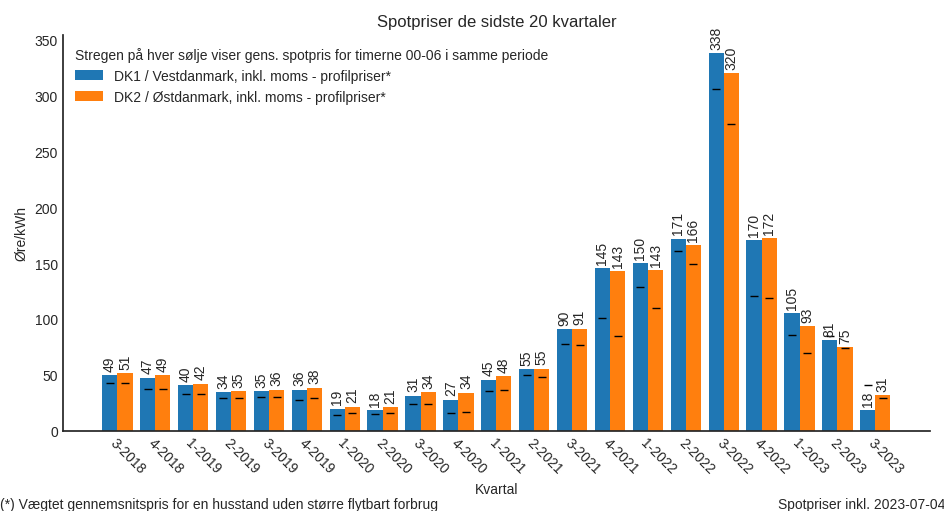 Spotpriser de sidste 20 kvartaler
Stregen på hver sølje viser gens. spotpris for timerne 00-06 i samme periode
DK1 / Vestdanmark, inkl. moms - profilpriser*
DK2 / Østdanmark, inkl. moms - profilpriser*
Øre/kWh
350
300
250
200
150
100
50
0
49 51 47 49 40 42 34 35 35 36 36 38 19 21 18 21 31 34 27 34 45 48 55 55 90 91 145 143 150 143 171 166 338 320 170 172 105 93 81 75 18 31
3-2018 4-2018 1-2019 2-2019 3-2019 4-2019 1-2020 2-2020 3-2020 4-2020 1-2021 2-2021 3-2021 4-2021 1-2022 2-2022 3-2022 4-2022 1-2023 2-2023 3-2023
Kvartal
(*) Vægtet gennemsnitspris for en husstand uden større flytbart forbrug
Spotpriser inkl. 2023-07-04